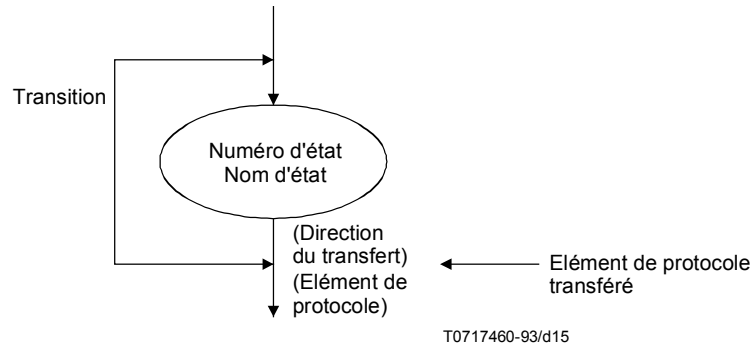 Transition
Numéro d'état
Nom d'état
(Direction
du transfert)
(Elément de
protocole)
Elément de protocole
transféré
T0717460-93/d15